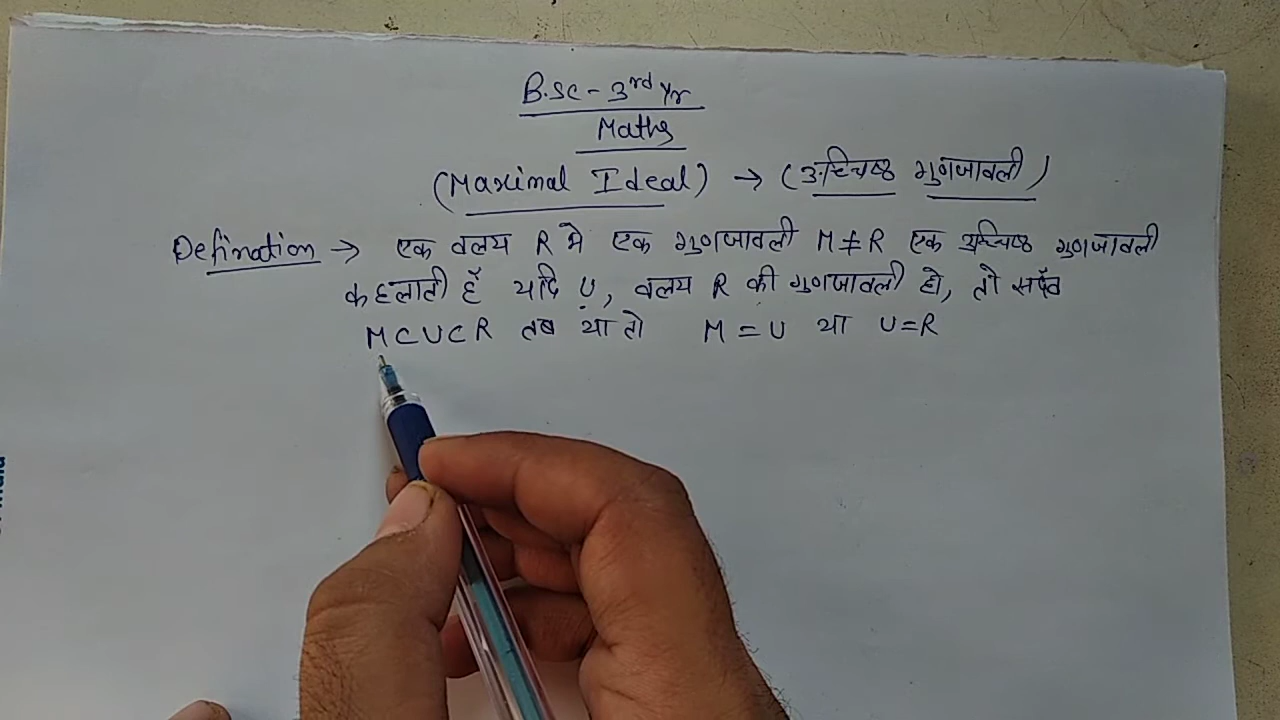 B.Sc - 3rd Yr
Maths
(Maximal Ideal) → (उच्चिष्ठ गुणजावली)
Defination → एक वलय R मे एक गुणजावली M ≠ R एक उच्चिष्ठ गुणजावली
कहलाती हैं यदि U, वलय R की गुणजावली हो, तो सदैव
M⊂U⊂R तब या तो M = U या U=R